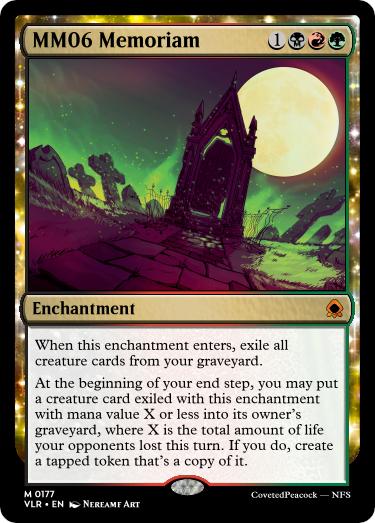 MM06 Memoriam 1
Enchantment
When this enchantment enters, exile all
creature cards from your graveyard.
At the beginning of your end step, you may put
a creature card exiled with this enchantment
with mana value X or less into its owner's
graveyard, where X is the total amount of life
your opponents lost this turn. If you do, create
a tapped token that's a copy of it.
M 0177
VLR • EN Nereamf Art
CovetedPeacock — NFS